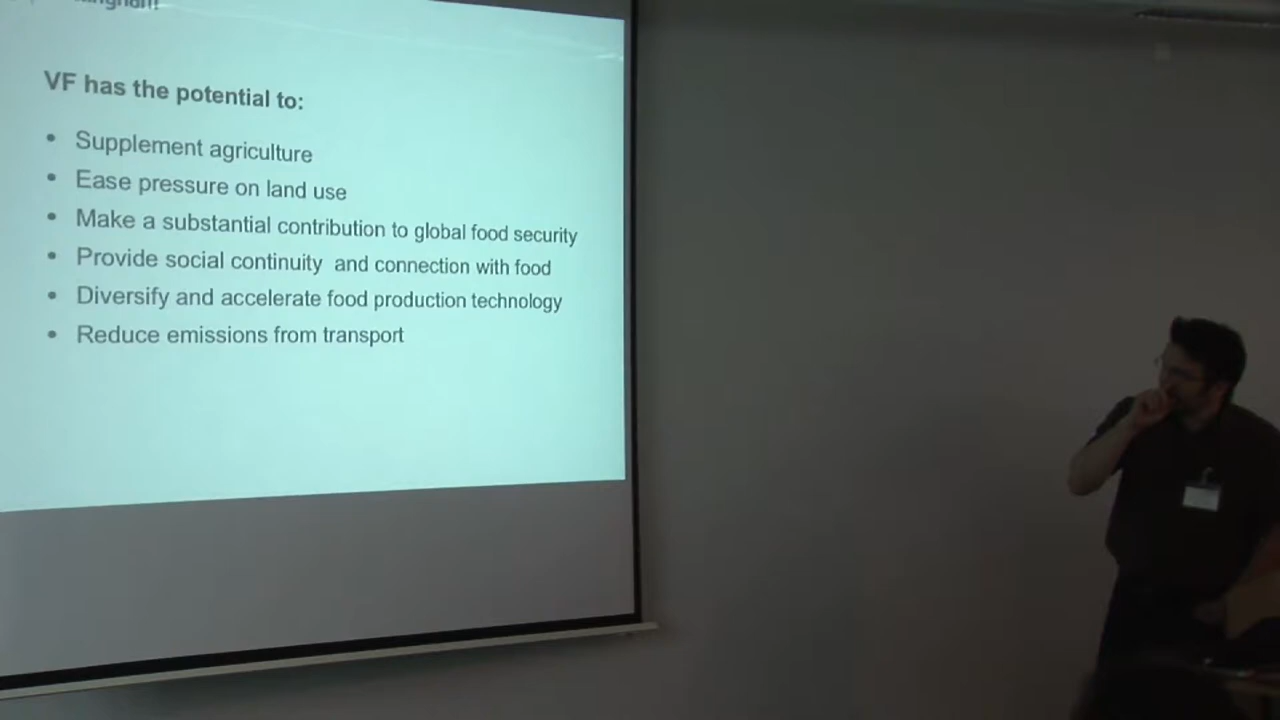 VF has the potential to:
• Supplement agriculture
• Ease pressure on land use
• Make a substantial contribution to global food security
• Provide social continuity and connection with food
• Diversify and accelerate food production technology
• Reduce emissions from transport